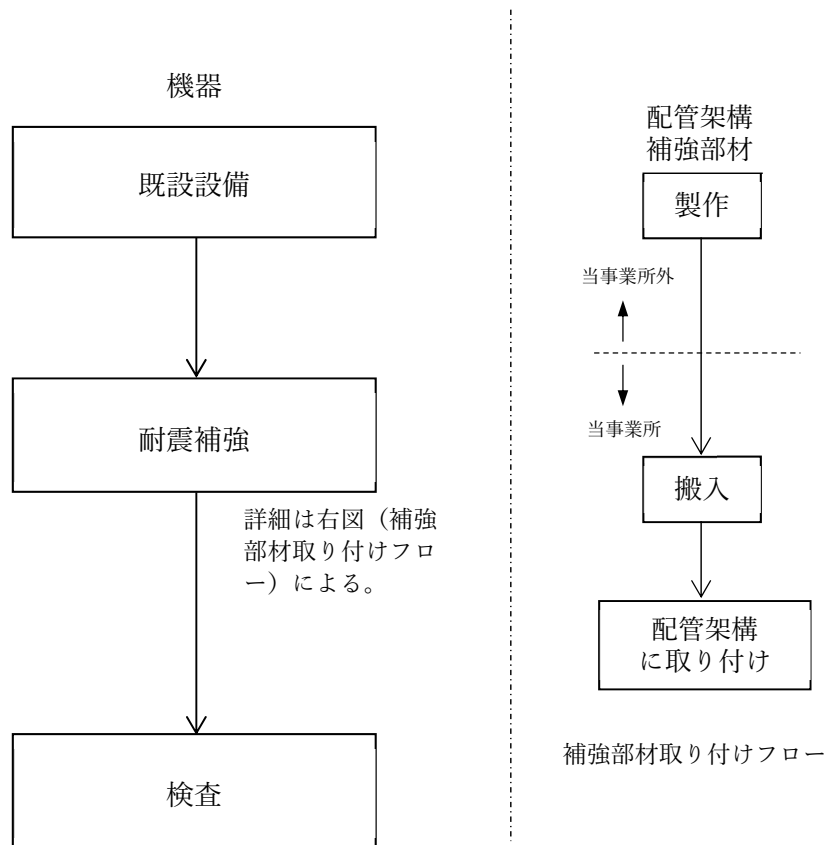 機器
既設設備
耐震補強
詳細は右図（補強
部材取り付けフロ
ー）による。
検査
配管架構
補強部材
製作
当事業所外
当事業所
搬入
配管架構
に取り付け
補強部材取り付けフロー